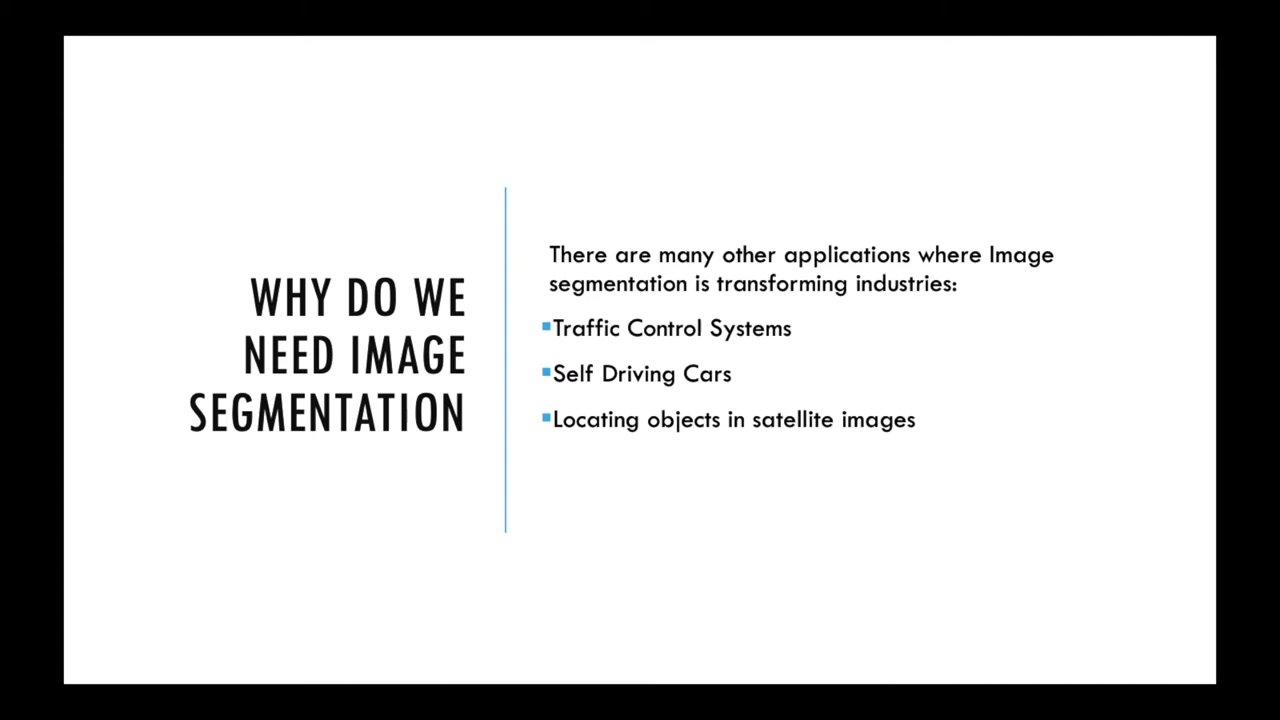 WHY DO WE
NEED IMAGE
SEGMENTATION
There are many other applications where Image
segmentation is transforming industries:
Traffic Control Systems
Self Driving Cars
Locating objects in satellite images